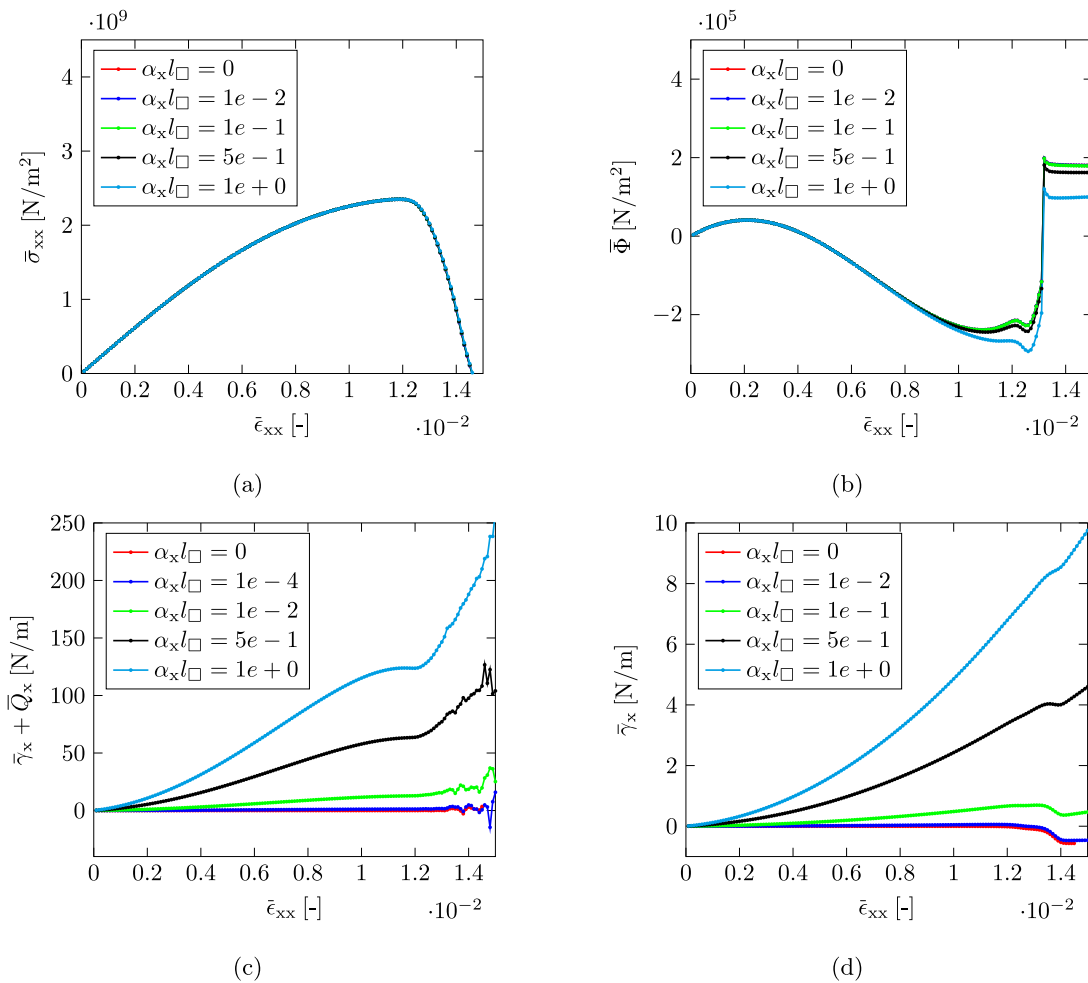 ·10⁹
4
3
2
1
0
0 0.2 0.4 0.6 0.8 1 1.2 1.4
·10⁻²
σ̄ₓₓ [N/m²]
ϵ̄ₓₓ [-]
αₓl□ = 0
αₓl□ = 1e − 2
αₓl□ = 1e − 1
αₓl□ = 5e − 1
αₓl□ = 1e + 0
(a)
·10⁵
4
2
0
−2
0 0.2 0.4 0.6 0.8 1 1.2 1.4
·10⁻²
Φ̅ [N/m²]
ϵ̄ₓₓ [-]
αₓl□ = 0
αₓl□ = 1e − 2
αₓl□ = 1e − 1
αₓl□ = 5e − 1
αₓl□ = 1e + 0
(b)
250
200
150
100
50
0
0 0.2 0.4 0.6 0.8 1 1.2 1.4
·10⁻²
γ̄ₓ + Q̅ₓ [N/m]
ϵ̄ₓₓ [-]
αₓl□ = 0
αₓl□ = 1e − 4
αₓl□ = 1e − 2
αₓl□ = 5e − 1
αₓl□ = 1e + 0
(c)
10
8
6
4
2
0
0 0.2 0.4 0.6 0.8 1 1.2 1.4
·10⁻²
γ̄ₓ [N/m]
ϵ̄ₓₓ [-]
αₓl□ = 0
αₓl□ = 1e − 2
αₓl□ = 1e − 1
αₓl□ = 5e − 1
αₓl□ = 1e + 0
(d)